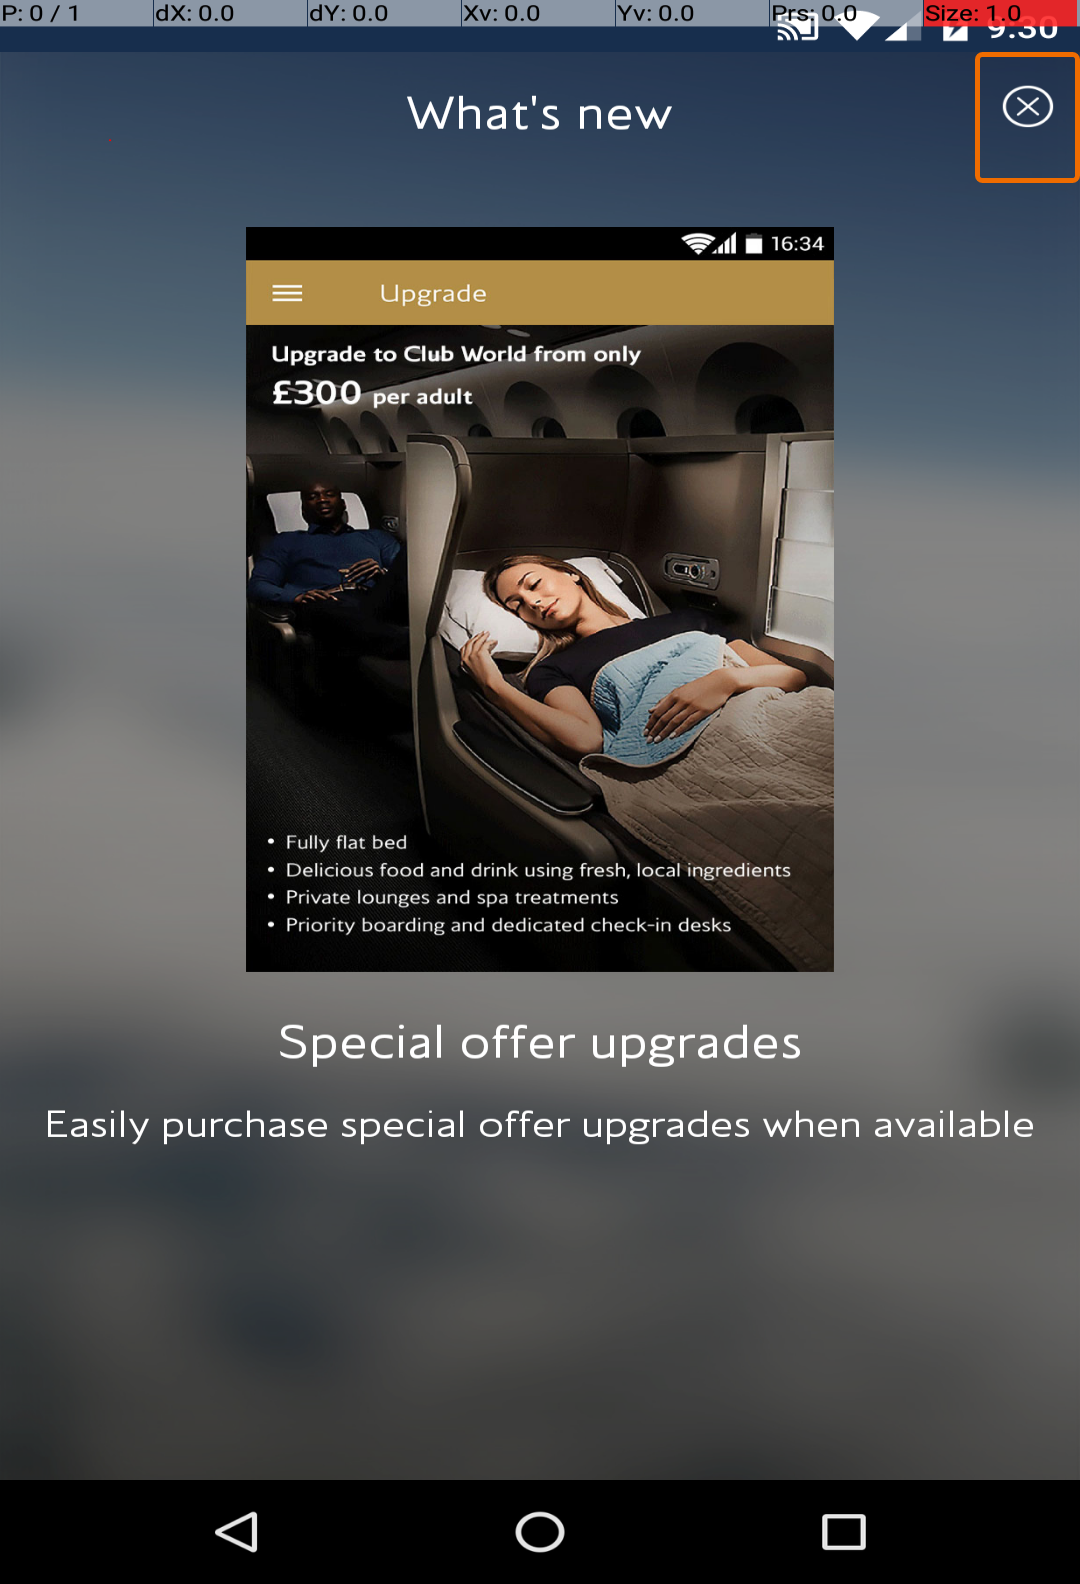 P: 0 / 1 dX: 0.0 dY: 0.0 Xv: 0.0 Yv: 0.0 Prs: 0.0 Size: 1.0
9:30
What's new
16:34
Upgrade
Upgrade to Club World from only
£300 per adult
• Fully flat bed
• Delicious food and drink using fresh, local ingredients
• Private lounges and spa treatments
• Priority boarding and dedicated check-in desks
Special offer upgrades
Easily purchase special offer upgrades when available